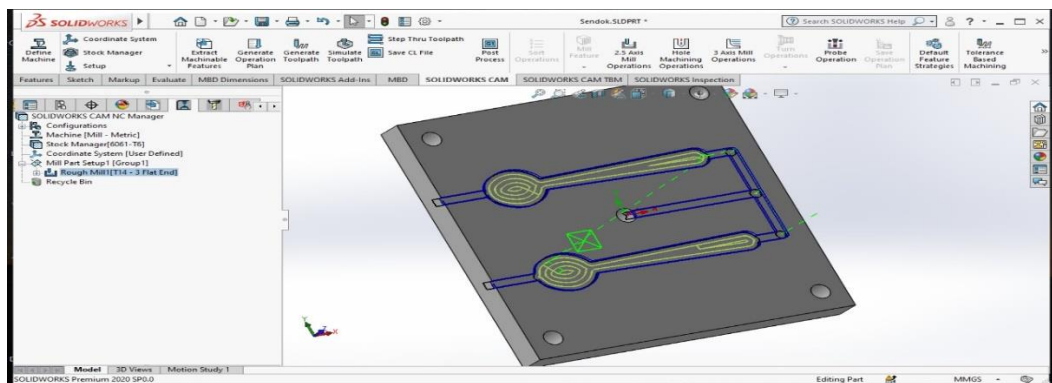 SOLIDWORKS
Sendok.SLDPRT *
Search SOLIDWORKS Help
Define Machine
Coordinate System
Stock Manager
Setup
Extract Machinable Features
Generate Operation Plan
Generate Toolpath
Simulate Toolpath
Step Thru Toolpath
Save CL File
Post Process
Sort Operations
Mill Feature
2.5 Axis Mill Operations
Hole Machining Operations
3 Axis Mill Operations
Turn Operations
Probe Operation
Save Operation Plan
Default Feature Strategies
Tolerance Based Machining
Features Sketch Markup Evaluate MBD Dimensions SOLIDWORKS Add-Ins MBD SOLIDWORKS CAM SOLIDWORKS CAM TBM SOLIDWORKS Inspection
SOLIDWORKS CAM NC Manager
Configurations
Machine [Mill - Metric]
Stock Manager[6061-T6]
Coordinate System [User Defined]
Mill Part Setup1 [Group1]
Rough Mill1[T14 - 3 Flat End]
Recycle Bin
Model 3D Views Motion Study 1
SOLIDWORKS Premium 2020 SP0.0
Editing Part
MMGS